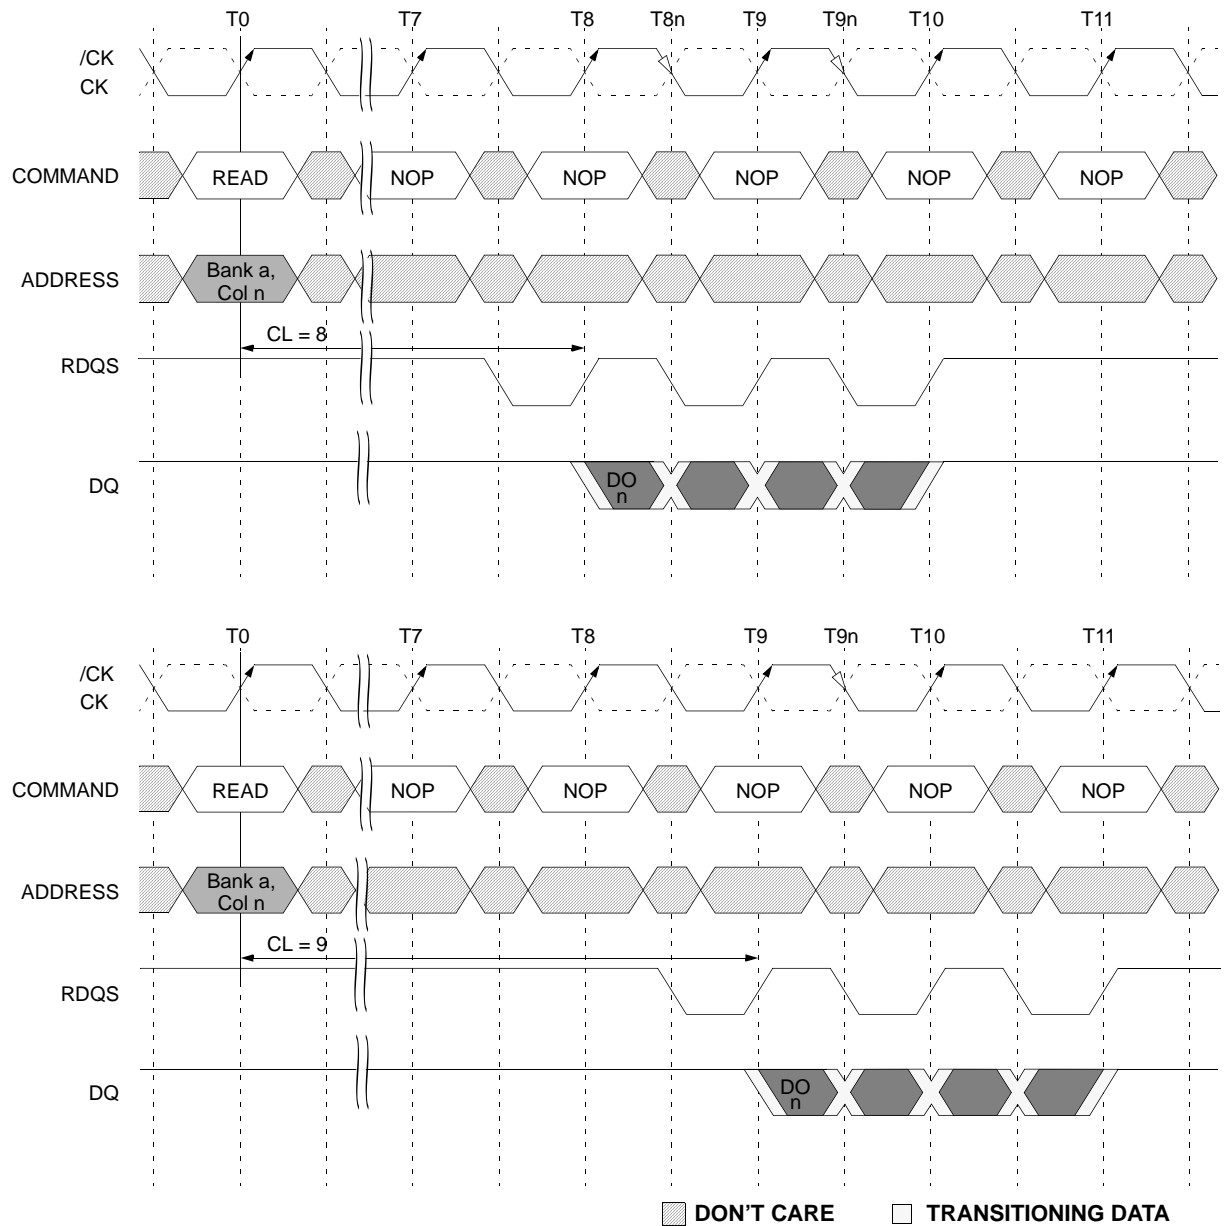 T0 T7 T8 T8n T9 T9n T10 T11
/CK
CK
COMMAND READ NOP NOP NOP NOP NOP
ADDRESS Bank a,
Col n
CL = 8
RDQS
DQ DO
n
T0 T7 T8 T9 T9n T10 T11
/CK
CK
COMMAND READ NOP NOP NOP NOP NOP
ADDRESS Bank a,
Col n
CL = 9
RDQS
DQ DO
n
DON'T CARE TRANSITIONING DATA